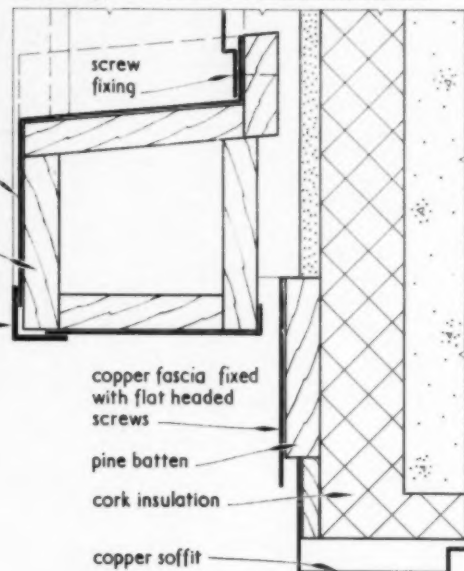 screw
fixing
copper fascia fixed
with flat headed
screws
pine batten
cork insulation
copper soffit